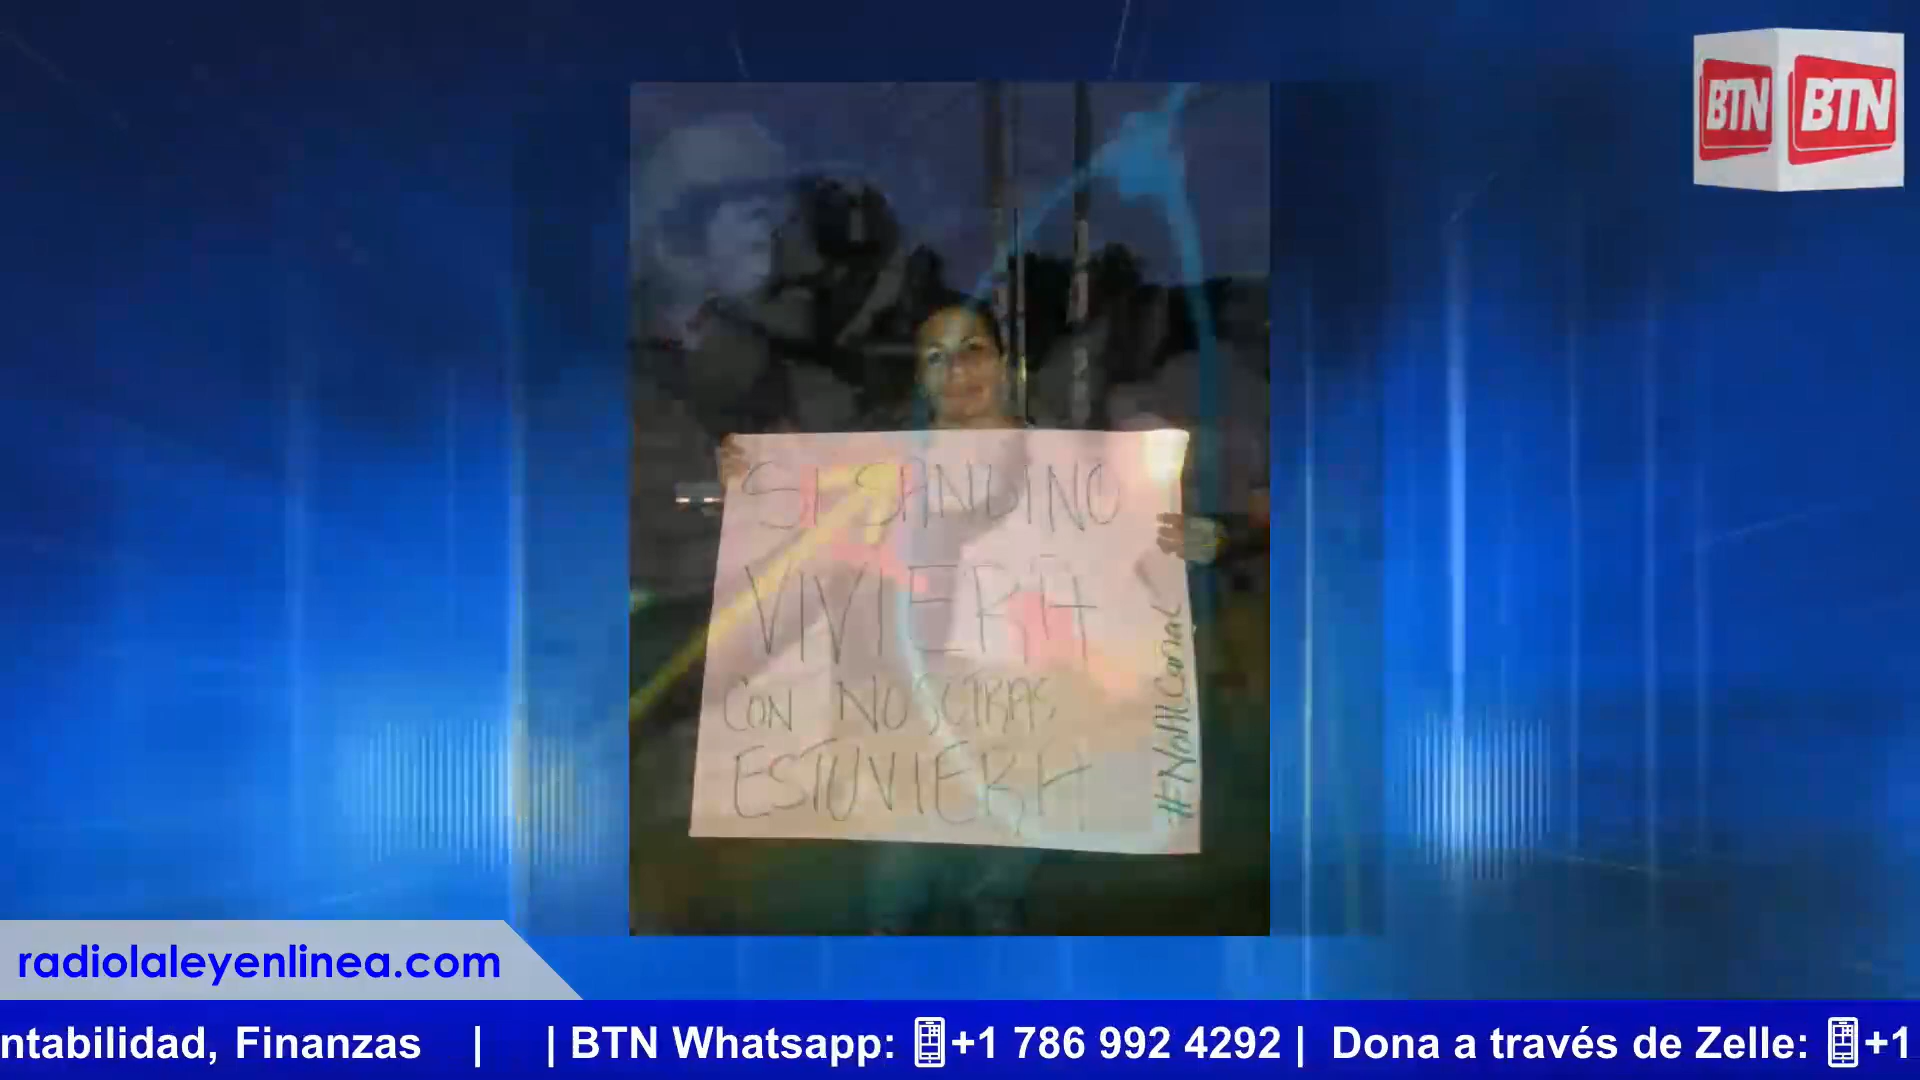 BTN BTN
SI SANDINO
VIVIERA
CON NOSOTRAS
ESTUVIERA
#ENolAlCanal
radiolaleyenlinea.com
ntabilidad, Finanzas | | BTN Whatsapp: +1 786 992 4292 | Dona a través de Zelle: +1